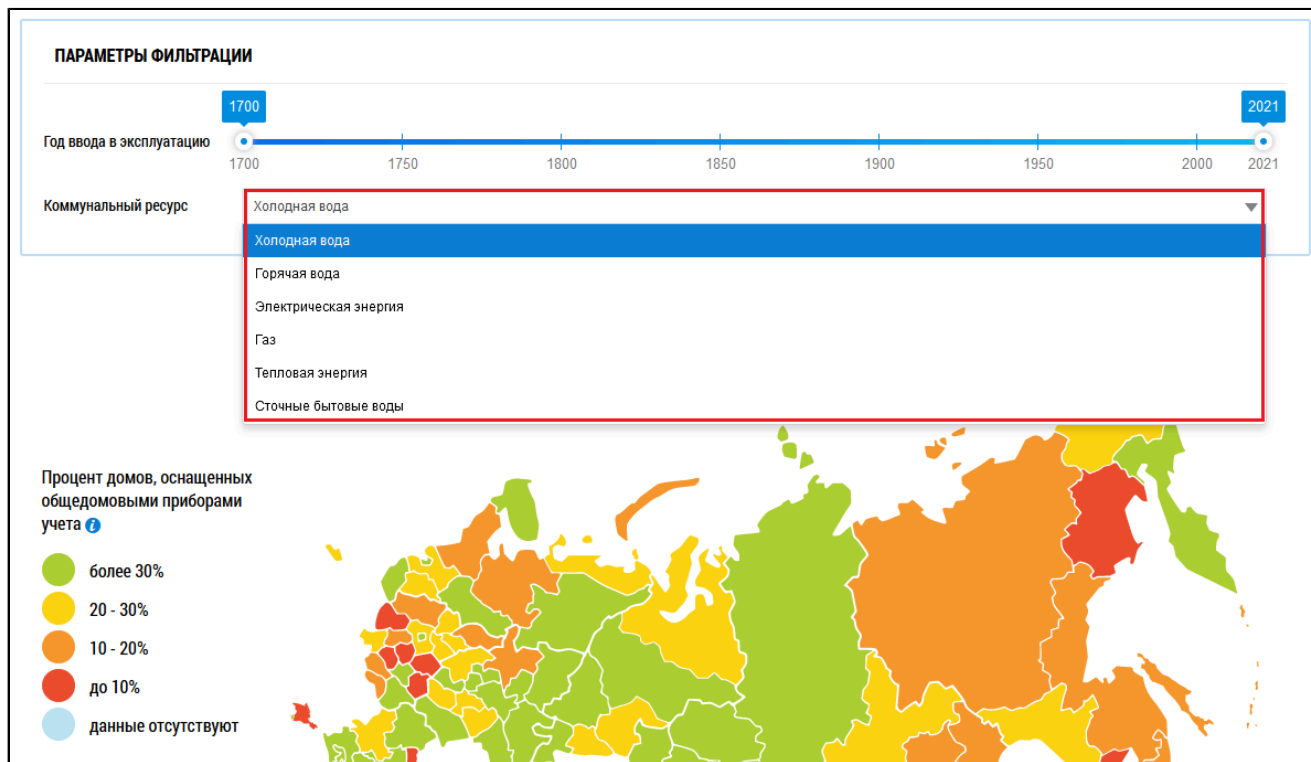 ПАРАМЕТРЫ ФИЛЬТРАЦИИ
1700 2021
Год ввода в эксплуатацию
1700 1750 1800 1850 1900 1950 2000 2021
Коммунальный ресурс
Холодная вода
Холодная вода
Горячая вода
Электрическая энергия
Газ
Тепловая энергия
Сточные бытовые воды
Процент домов, оснащенных
общедомовыми приборами
учета i
более 30%
20 - 30%
10 - 20%
до 10%
данные отсутствуют